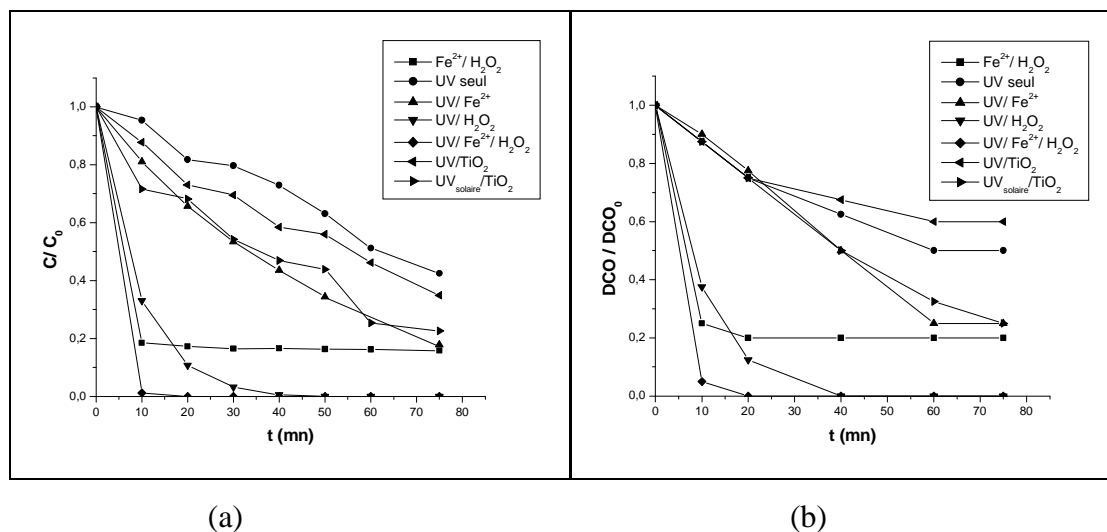 Fe²⁺/ H₂O₂
UV seul
UV/ Fe²⁺
UV/ H₂O₂
UV/ Fe²⁺/ H₂O₂
UV/TiO₂
UVsolaire/TiO₂
C/ C₀
1,0
0,8
0,6
0,4
0,2
0,0
0 10 20 30 40 50 60 70 80
t (mn)
Fe²⁺/ H₂O₂
UV seul
UV/ Fe²⁺
UV/ H₂O₂
UV/ Fe²⁺/ H₂O₂
UV/TiO₂
UVsolaire/TiO₂
DCO / DCO₀
1,0
0,8
0,6
0,4
0,2
0,0
0 10 20 30 40 50 60 70 80
t (mn)
(a) (b)